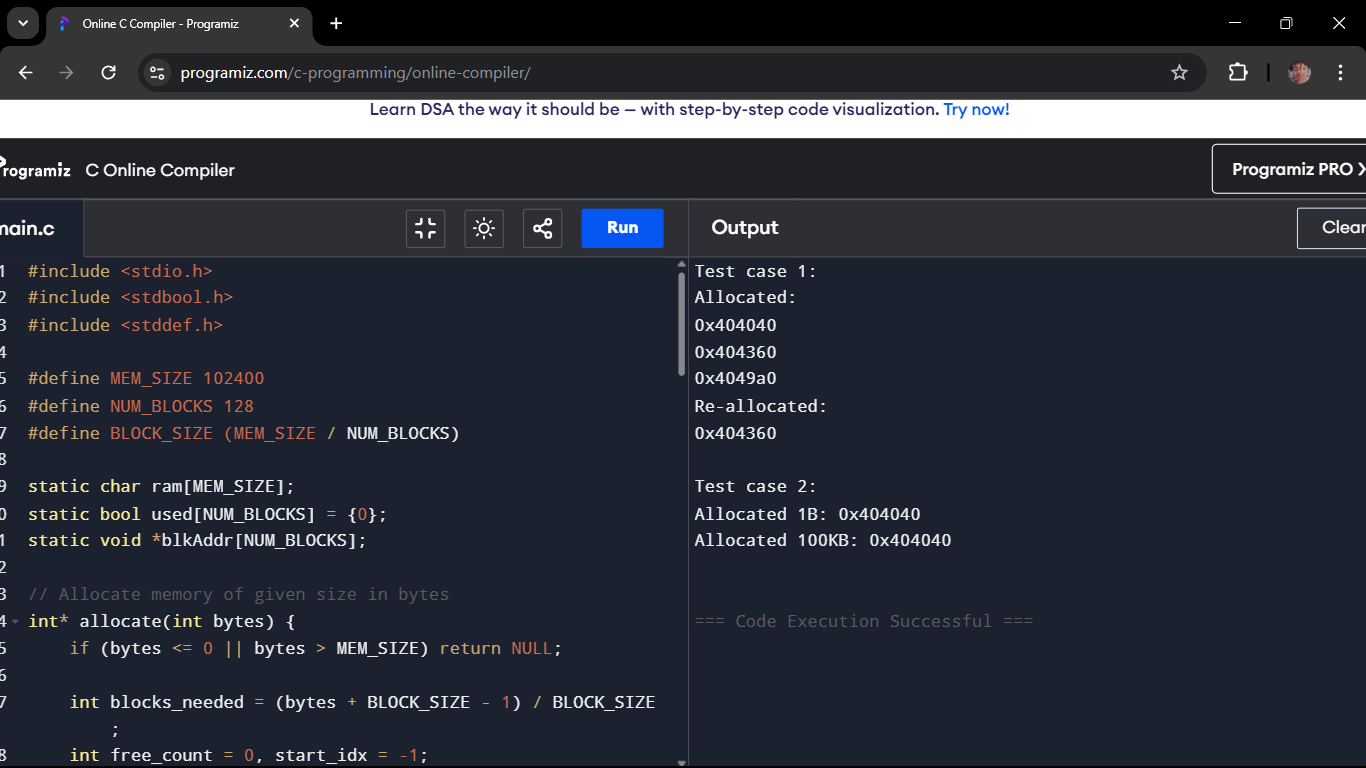 Online C Compiler - Programiz
programiz.com/c-programming/online-compiler/
Learn DSA the way it should be — with step-by-step code visualization. Try now!
Programiz C Online Compiler
Programiz PRO
main.c
Run
Output
Clear
1 #include <stdio.h>
2 #include <stdbool.h>
3 #include <stddef.h>
4
5 #define MEM_SIZE 102400
6 #define NUM_BLOCKS 128
7 #define BLOCK_SIZE (MEM_SIZE / NUM_BLOCKS)
8
9 static char ram[MEM_SIZE];
0 static bool used[NUM_BLOCKS] = {0};
1 static void *blkAddr[NUM_BLOCKS];
2
3 // Allocate memory of given size in bytes
4 int* allocate(int bytes) {
5 if (bytes <= 0 || bytes > MEM_SIZE) return NULL;
6
7 int blocks_needed = (bytes + BLOCK_SIZE - 1) / BLOCK_SIZE
;
8 int free_count = 0, start_idx = -1;
Test case 1:
Allocated:
0x404040
0x404360
0x4049a0
Re-allocated:
0x404360
Test case 2:
Allocated 1B: 0x404040
Allocated 100KB: 0x404040
=== Code Execution Successful ===